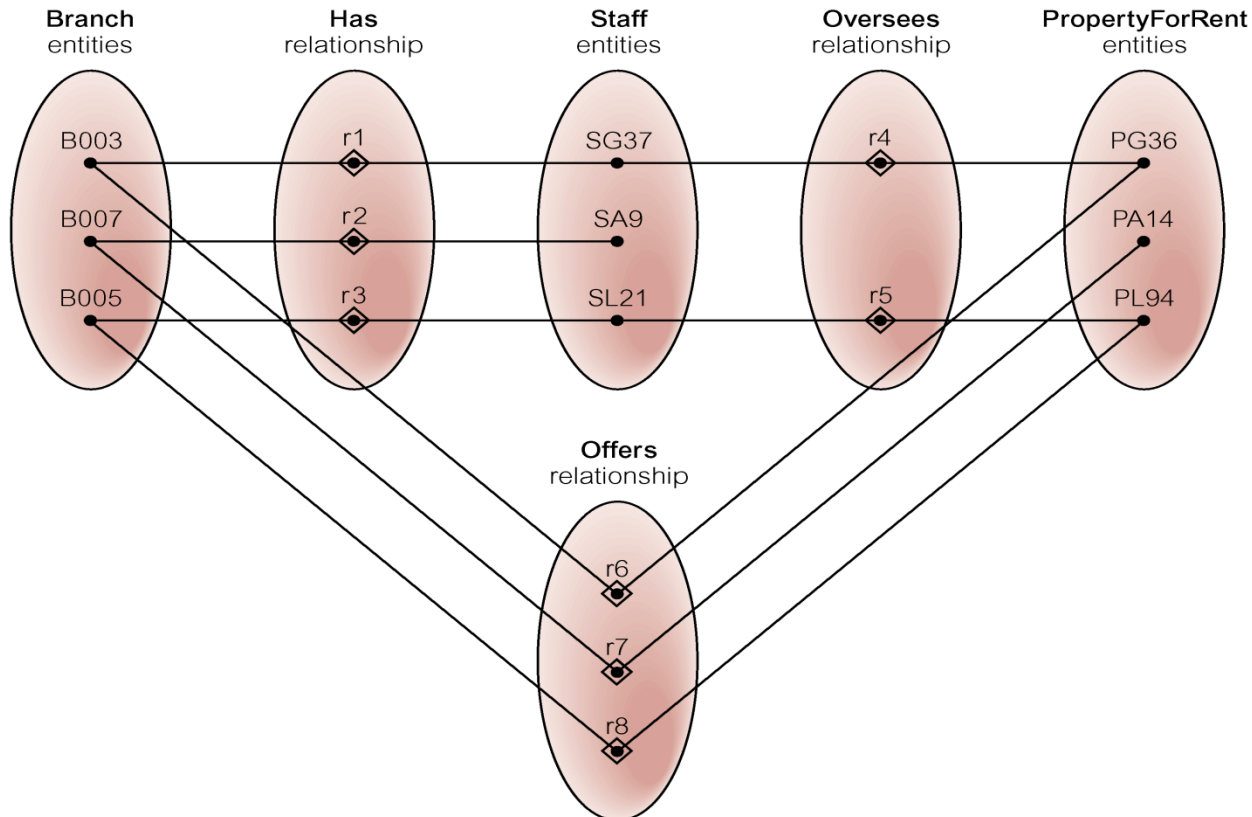 Branch
entities
Has
relationship
Staff
entities
Oversees
relationship
PropertyForRent
entities
B003
r1
SG37
r4
PG36
B007
r2
SA9
PA14
B005
r3
SL21
r5
PL94
Offers
relationship
r6
r7
r8